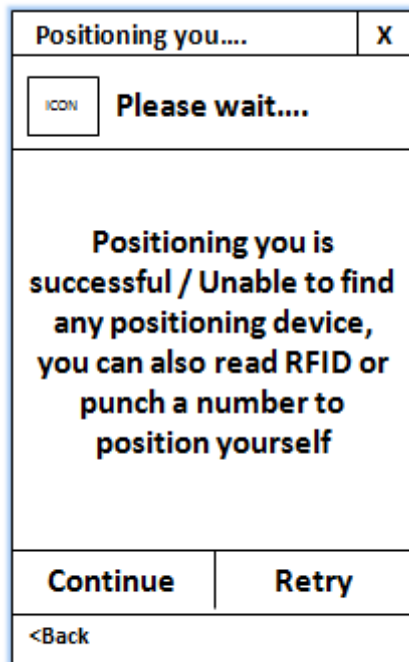 Positioning you....
X
ICON
Please wait....
Positioning you is
successful / Unable to find
any positioning device,
you can also read RFID or
punch a number to
position yourself
Continue
Retry
<Back